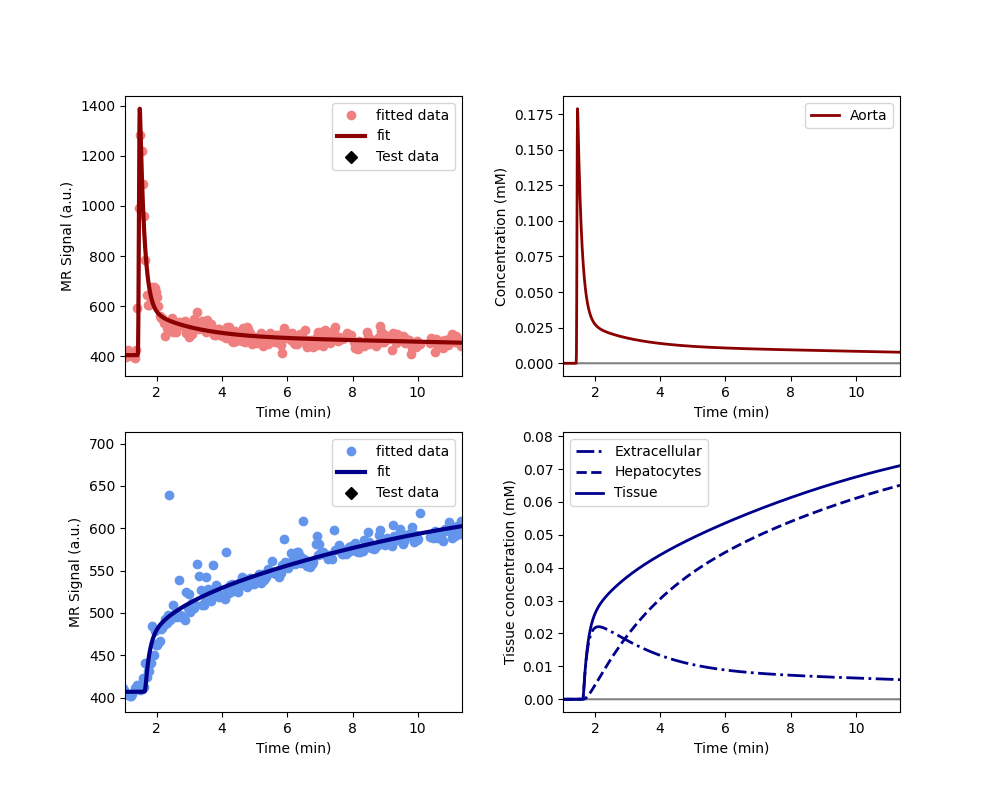 1400
1200
1000
800
600
400
MR Signal (a.u.)
2 4 6 8 10
Time (min)
fitted data
fit
Test data
0.175
0.150
0.125
0.100
0.075
0.050
0.025
0.000
Concentration (mM)
2 4 6 8 10
Time (min)
Aorta
700
650
600
550
500
450
400
MR Signal (a.u.)
2 4 6 8 10
Time (min)
fitted data
fit
Test data
0.08
0.07
0.06
0.05
0.04
0.03
0.02
0.01
0.00
Tissue concentration (mM)
2 4 6 8 10
Time (min)
Extracellular
Hepatocytes
Tissue